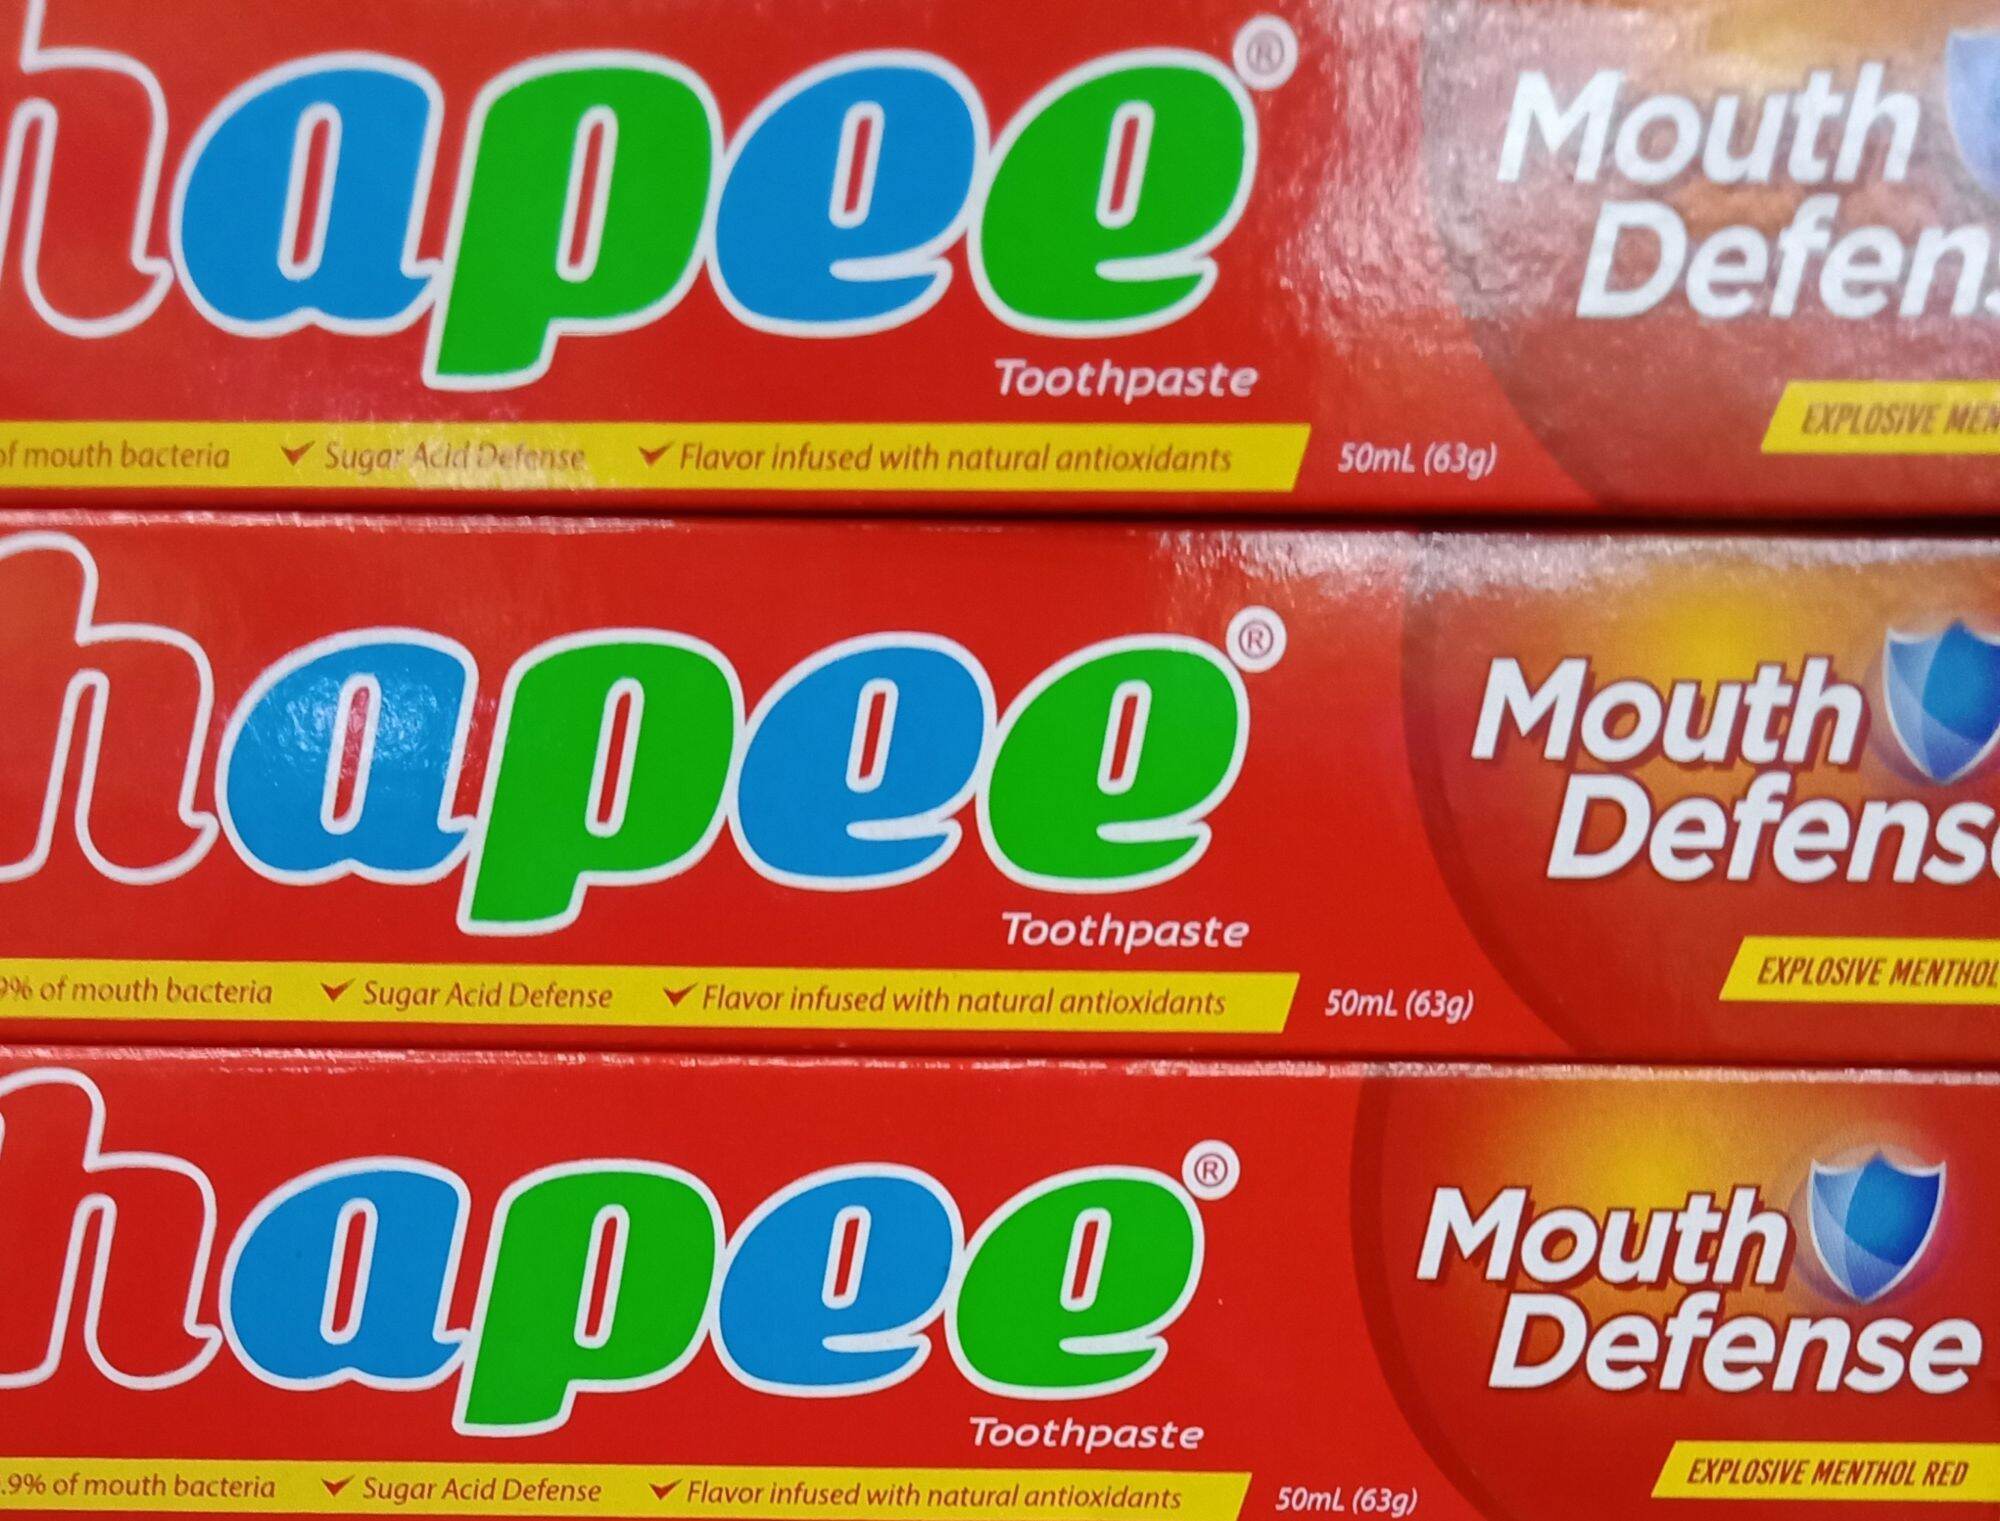 hapee®
Toothpaste
of mouth bacteria ✓ Sugar Acid Defense ✓ Flavor infused with natural antioxidants
50mL (63g)
Mouth
Defens
EXPLOSIVE MEN
hapee®
Toothpaste
9% of mouth bacteria ✓ Sugar Acid Defense ✓ Flavor infused with natural antioxidants
50mL (63g)
Mouth
Defense
EXPLOSIVE MENTHOL
hapee®
Toothpaste
.9% of mouth bacteria ✓ Sugar Acid Defense ✓ Flavor infused with natural antioxidants
50mL (63g)
Mouth
Defense
EXPLOSIVE MENTHOL RED